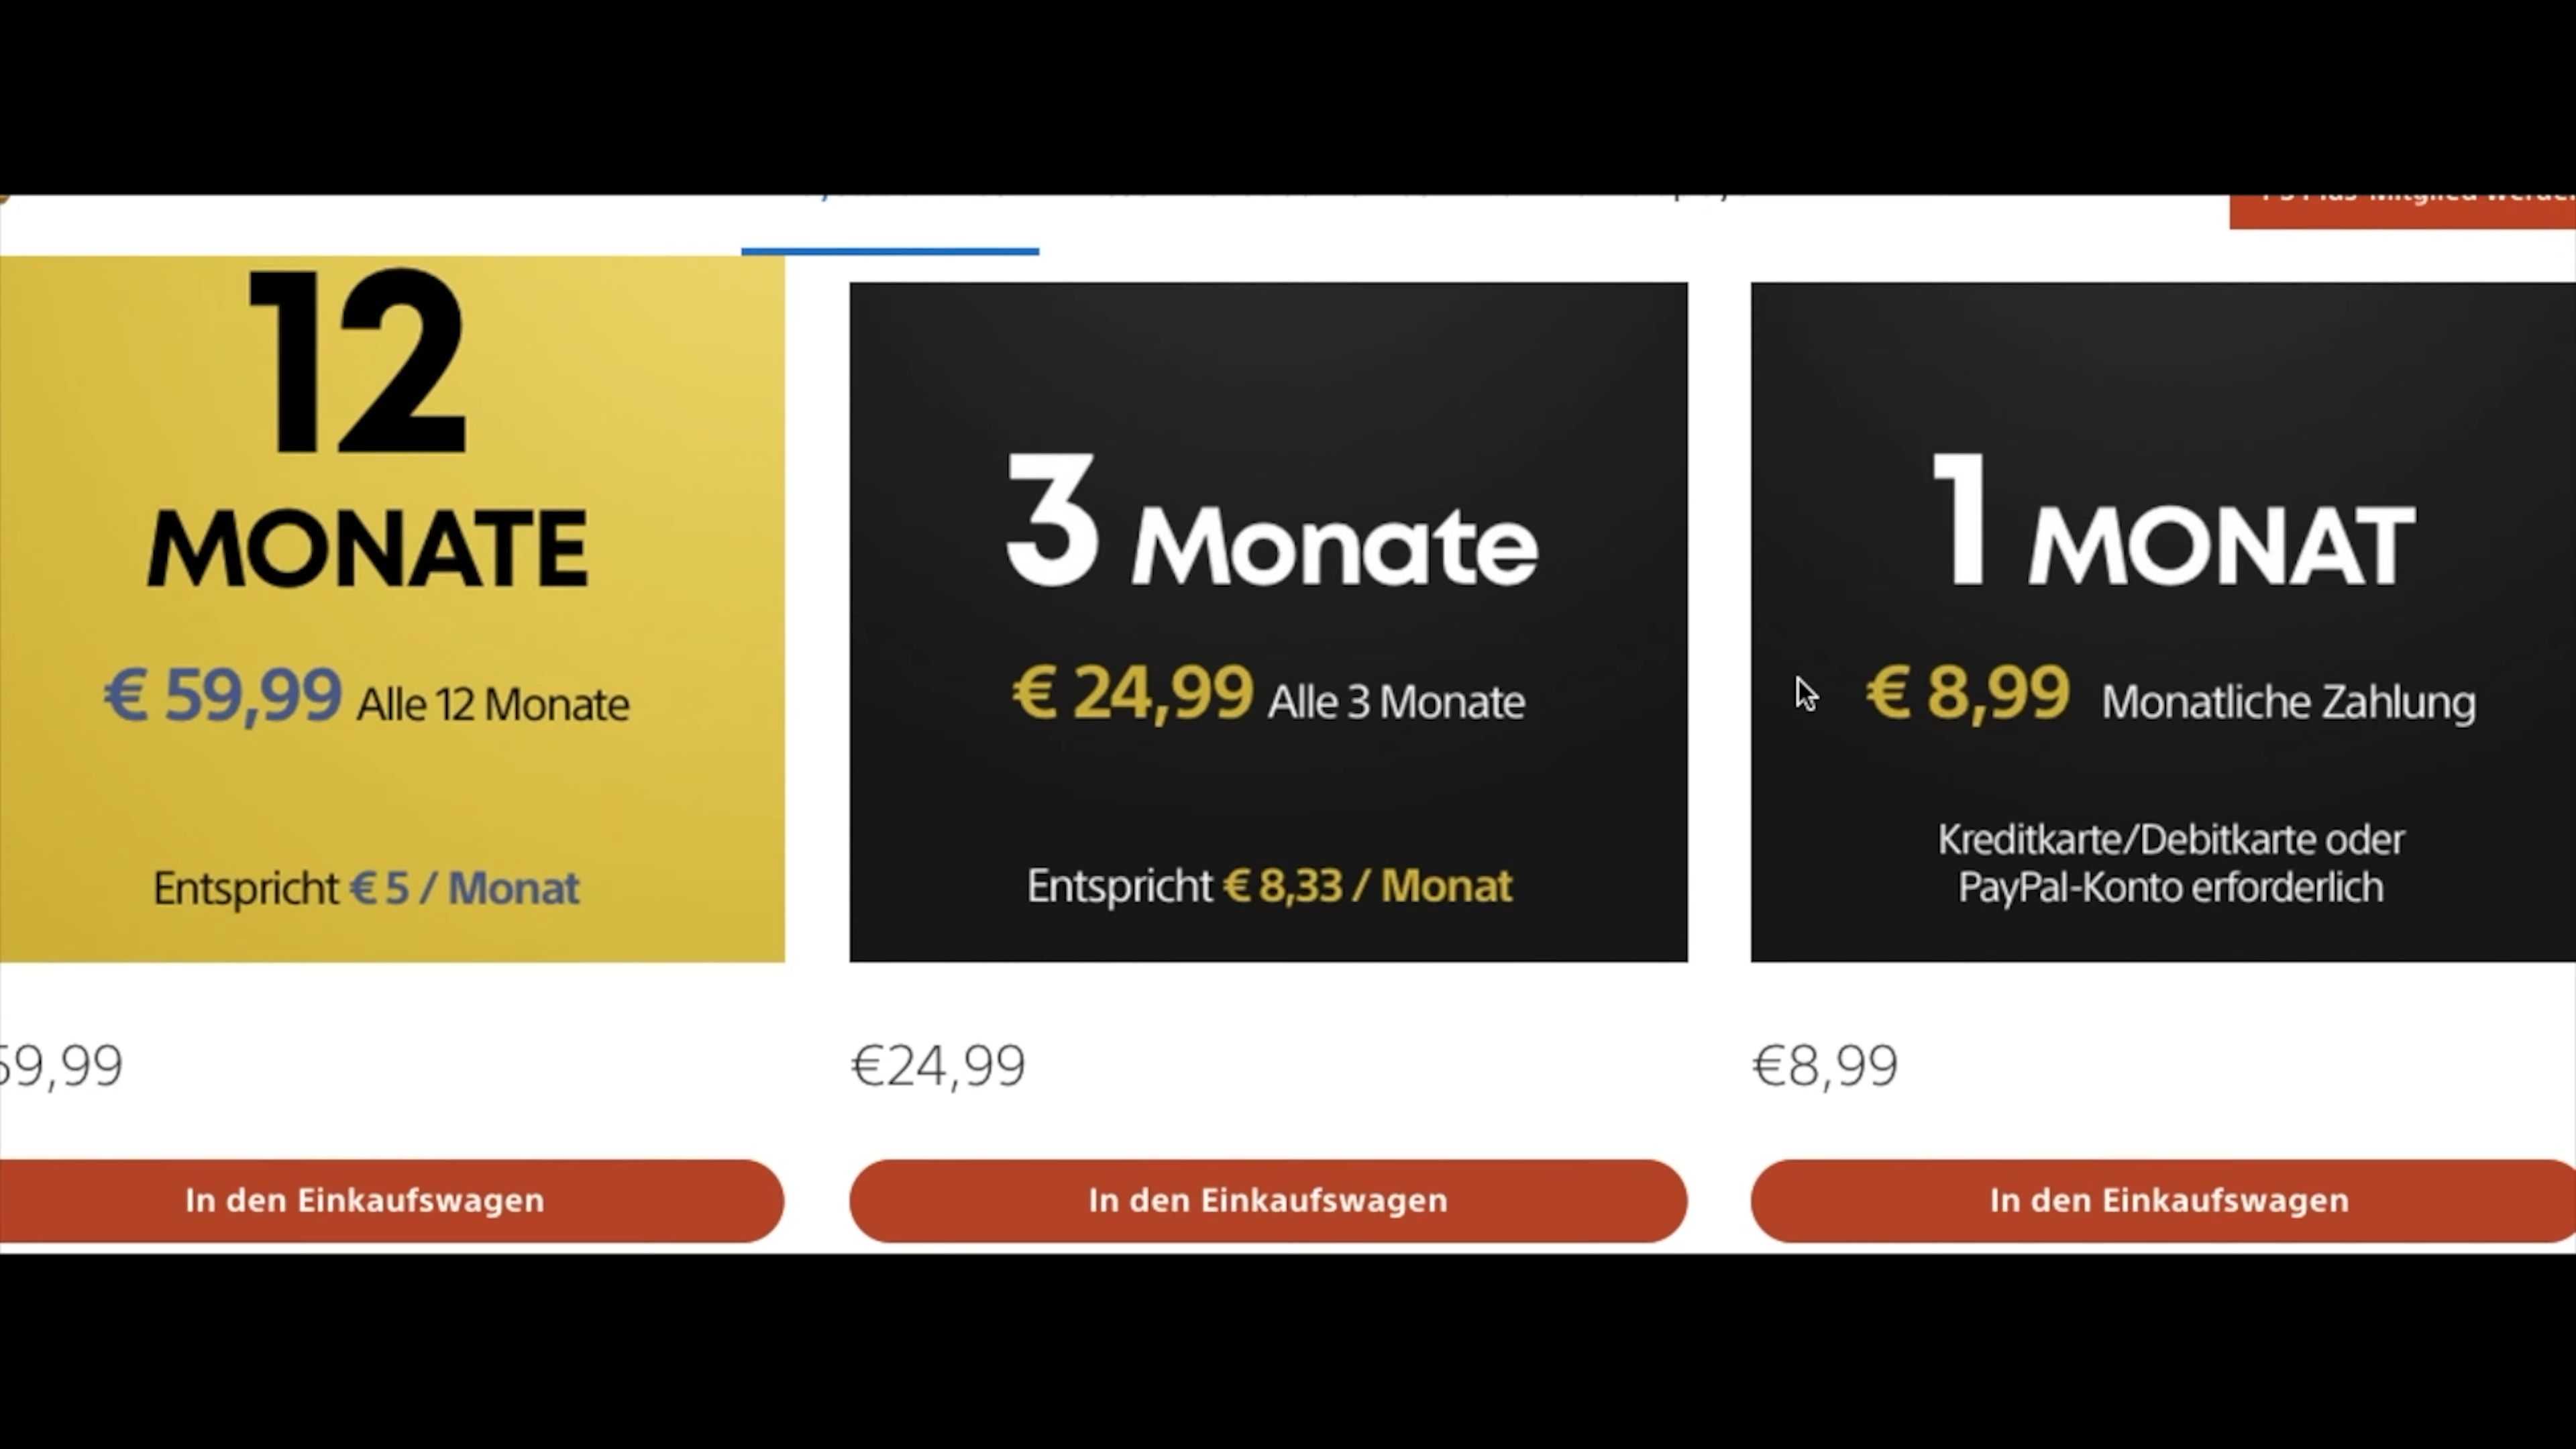 12
MONATE
€ 59,99 Alle 12 Monate
Entspricht € 5 / Monat
59,99
In den Einkaufswagen
3 Monate
€ 24,99 Alle 3 Monate
Entspricht € 8,33 / Monat
€24,99
In den Einkaufswagen
1 MONAT
€ 8,99 Monatliche Zahlung
Kreditkarte/Debitkarte oder
PayPal-Konto erforderlich
€8,99
In den Einkaufswagen